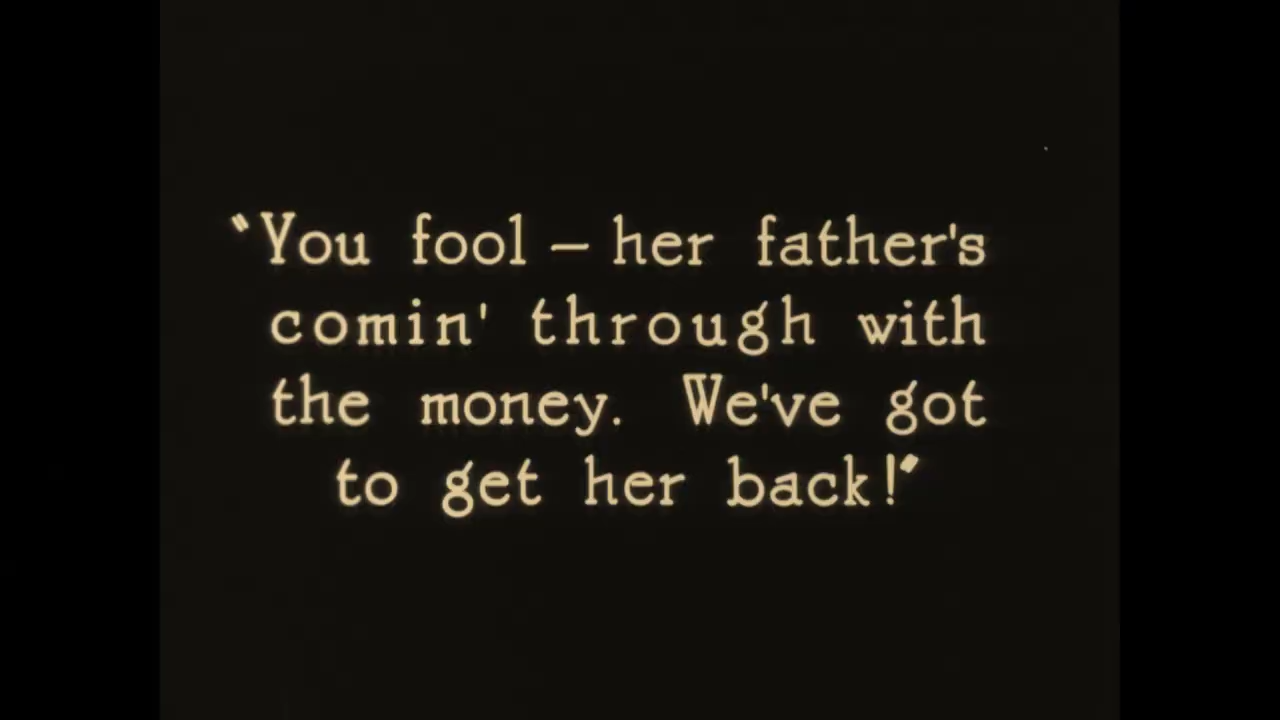 "You fool — her father's
comin' through with
the money. We've got
to get her back!"